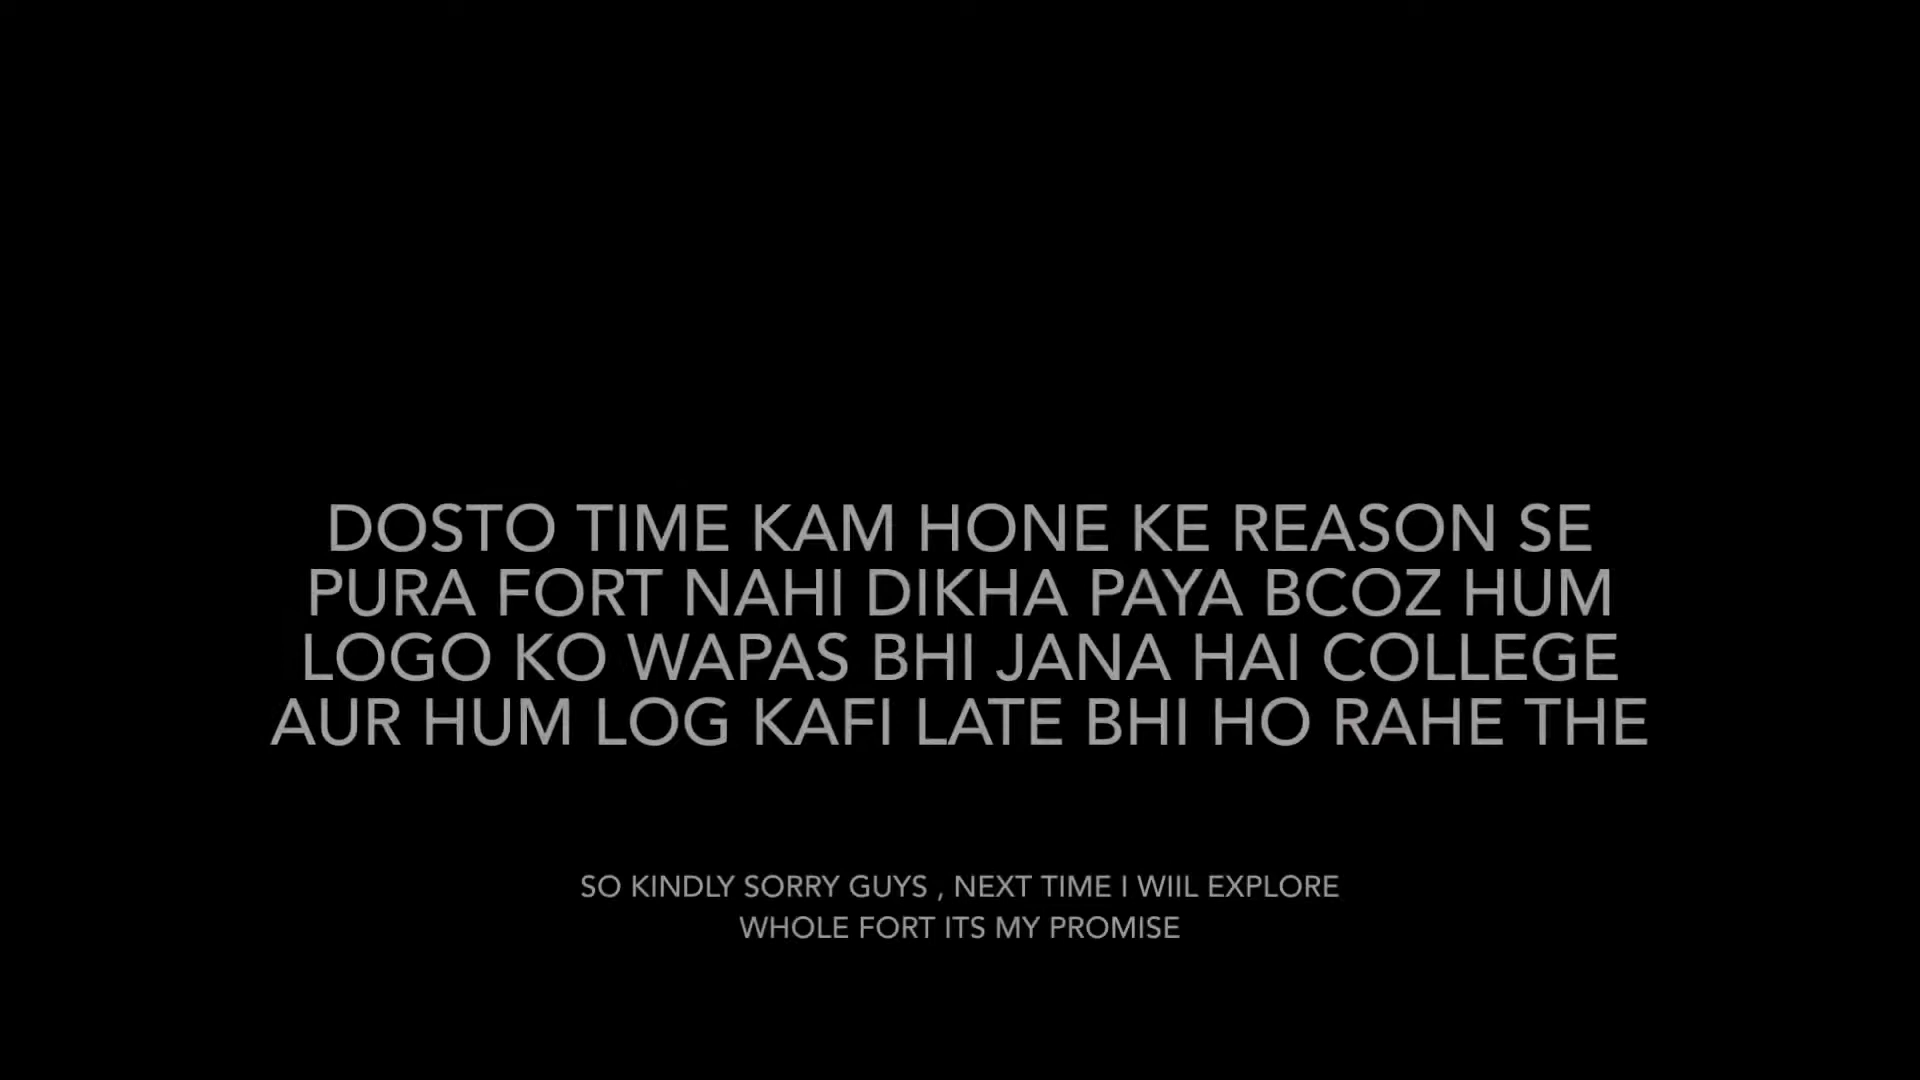 DOSTO TIME KAM HONE KE REASON SE
PURA FORT NAHI DIKHA PAYA BCOZ HUM
LOGO KO WAPAS BHI JANA HAI COLLEGE
AUR HUM LOG KAFI LATE BHI HO RAHE THE
SO KINDLY SORRY GUYS , NEXT TIME I WIIL EXPLORE
WHOLE FORT ITS MY PROMISE